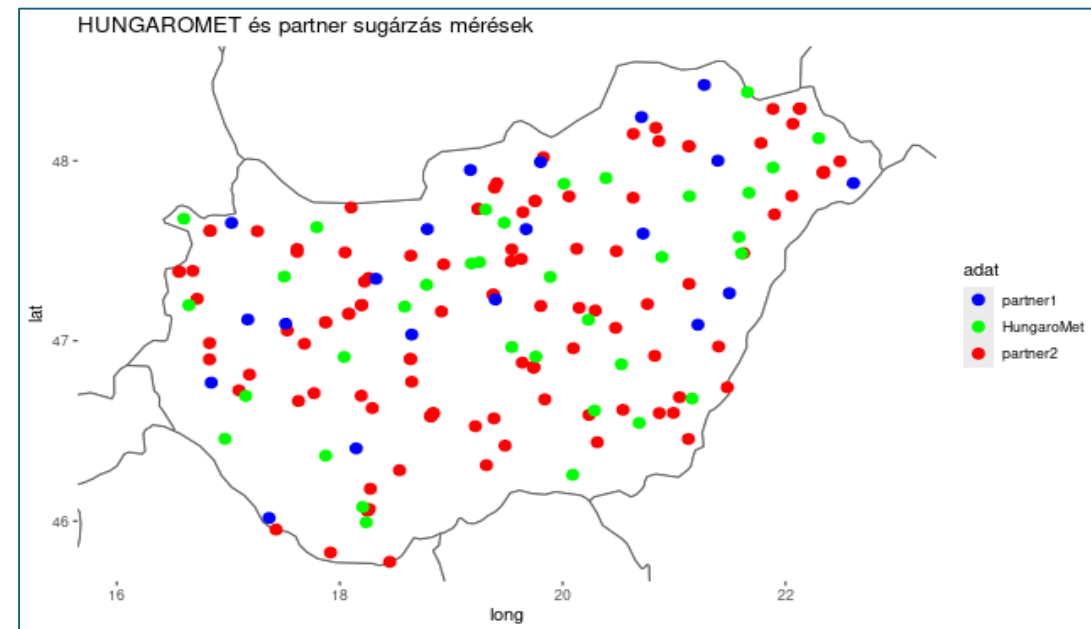 HUNGAROMET és partner sugárzás mérések
48
47
46
lat
16
18
20
22
long
adat
partner1
HungaroMet
partner2